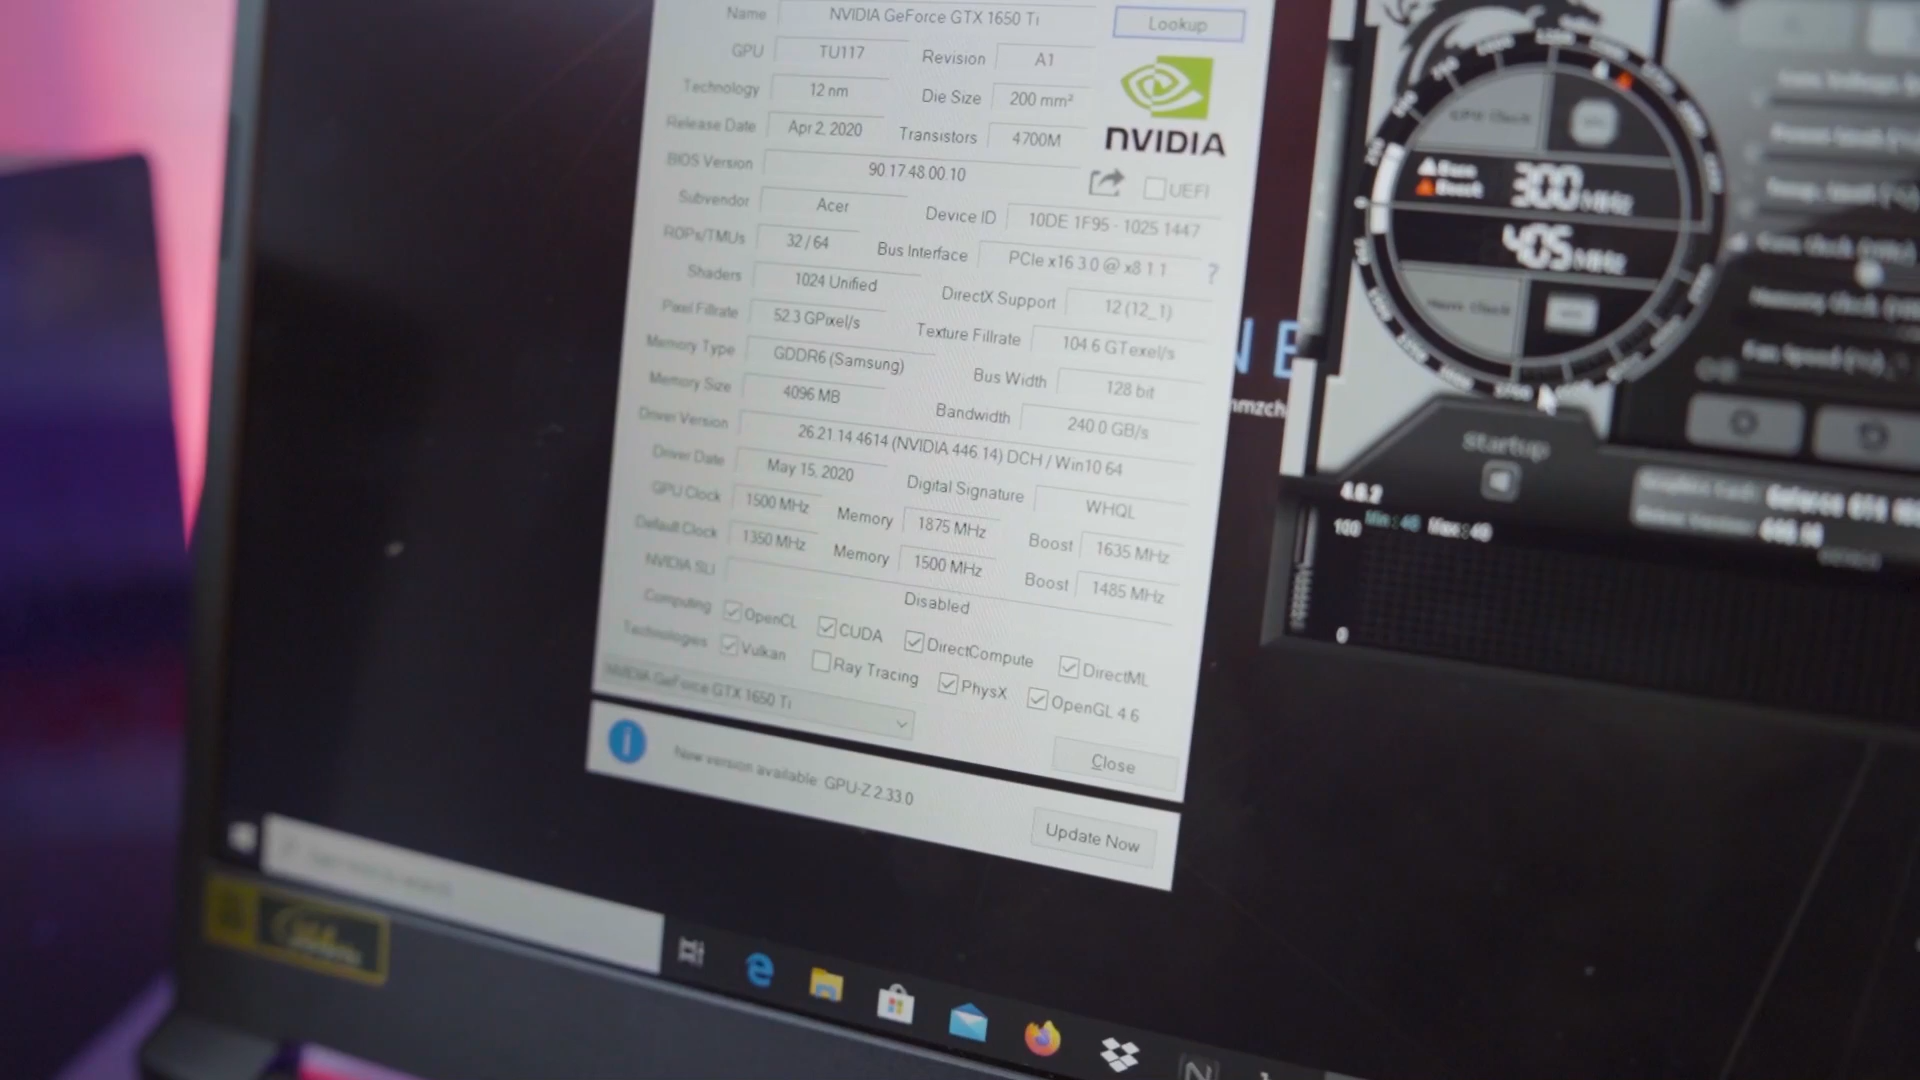 Name NVIDIA GeForce GTX 1650 Ti Lookup
GPU TU117 Revision A1
Technology 12 nm Die Size 200 mm²
Release Date Apr 2, 2020 Transistors 4700M
NVIDIA
BIOS Version 90.17.48.00.10 UEFI
Subvendor Acer Device ID 10DE 1F95 - 1025 1447
ROPs/TMUs 32 / 64 Bus Interface PCIe x16 3.0 @ x8 1.1 ?
Shaders 1024 Unified DirectX Support 12 (12_1)
Pixel Fillrate 52.3 GPixel/s Texture Fillrate 104.6 GTexel/s
Memory Type GDDR6 (Samsung) Bus Width 128 bit
Memory Size 4096 MB Bandwidth 240.0 GB/s
Driver Version 26.21.14.4614 (NVIDIA 446.14) DCH / Win10 64
Driver Date May 15, 2020 Digital Signature WHQL
GPU Clock 1500 MHz Memory 1875 MHz Boost 1635 MHz
Default Clock 1350 MHz Memory 1500 MHz Boost 1485 MHz
NVIDIA SLI Disabled
Computing OpenCL CUDA DirectCompute DirectML
Technologies Vulkan Ray Tracing PhysX OpenGL 4.6
NVIDIA GeForce GTX 1650 Ti
Close
New version available: GPU-Z 2.33.0
Update Now
Base
Boost
300 MHz
405 MHz
Startup
4.6.2
100 Min:40 Max:40
0